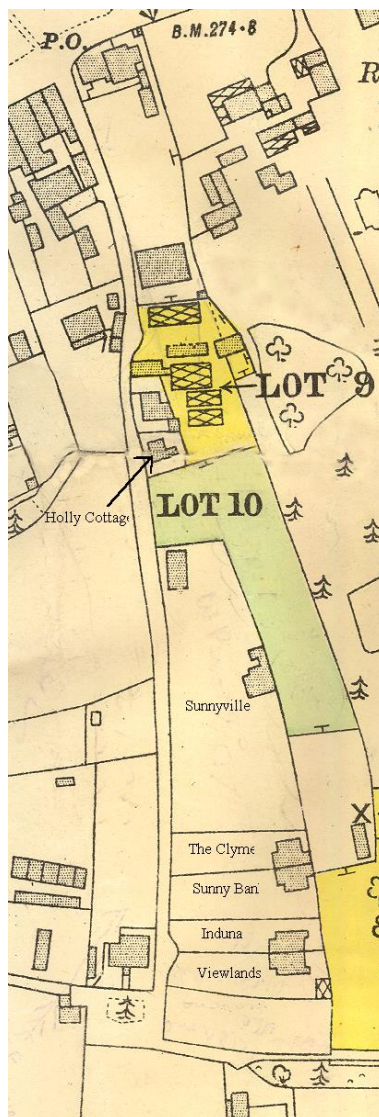 P.O.
B.M.274·8
R
LOT 9
LOT 10
Holly Cottage
Sunnyville
X
The Clyme
Sunny Ban
Induna
Viewlands